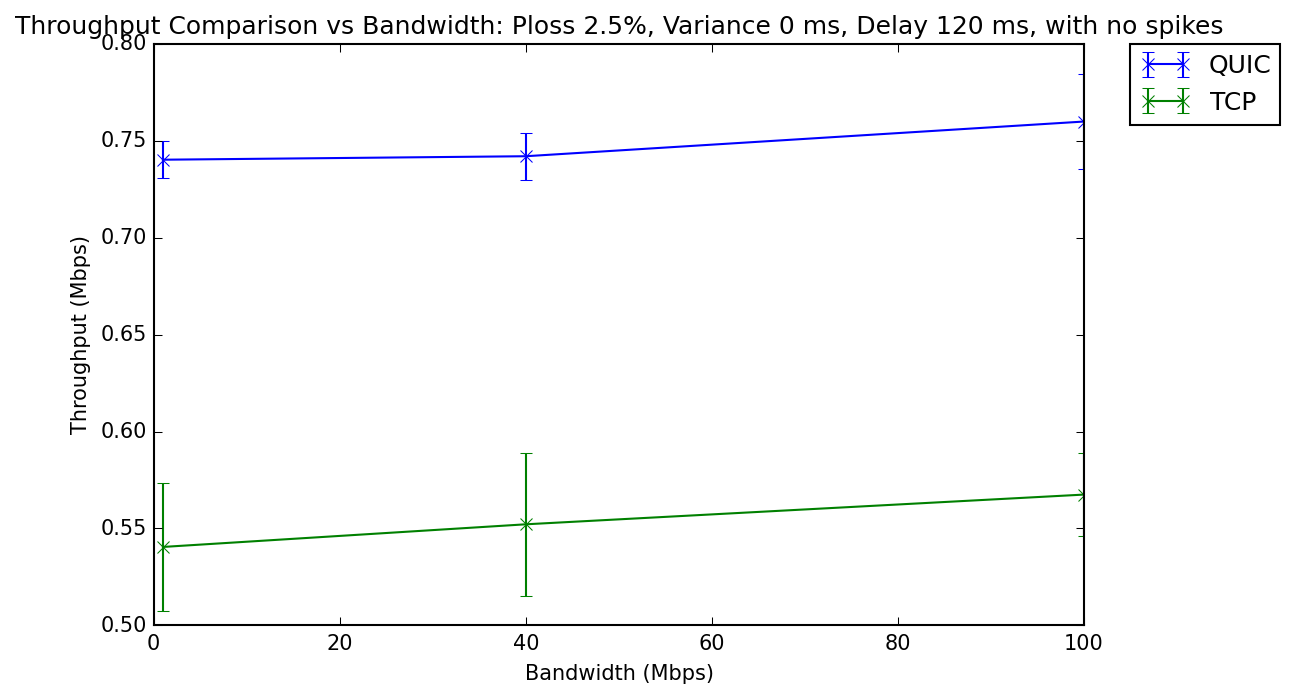 Throughput Comparison vs Bandwidth: Ploss 2.5%, Variance 0 ms, Delay 120 ms, with no spikes
QUIC
TCP
0.80
0.75
0.70
0.65
0.60
0.55
0.50
Throughput (Mbps)
0 20 40 60 80 100
Bandwidth (Mbps)